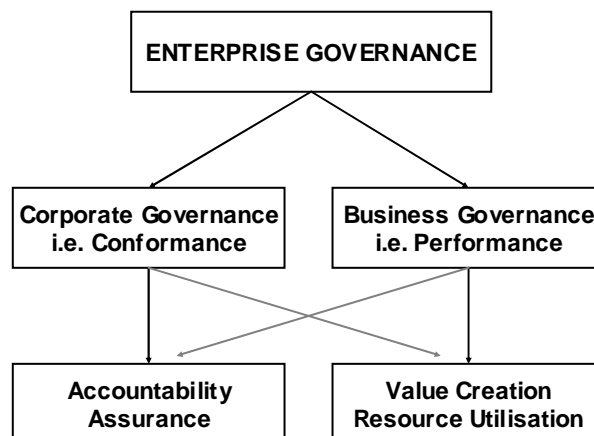 ENTERPRISE GOVERNANCE
Corporate Governance
i.e. Conformance
Business Governance
i.e. Performance
Accountability
Assurance
Value Creation
Resource Utilisation